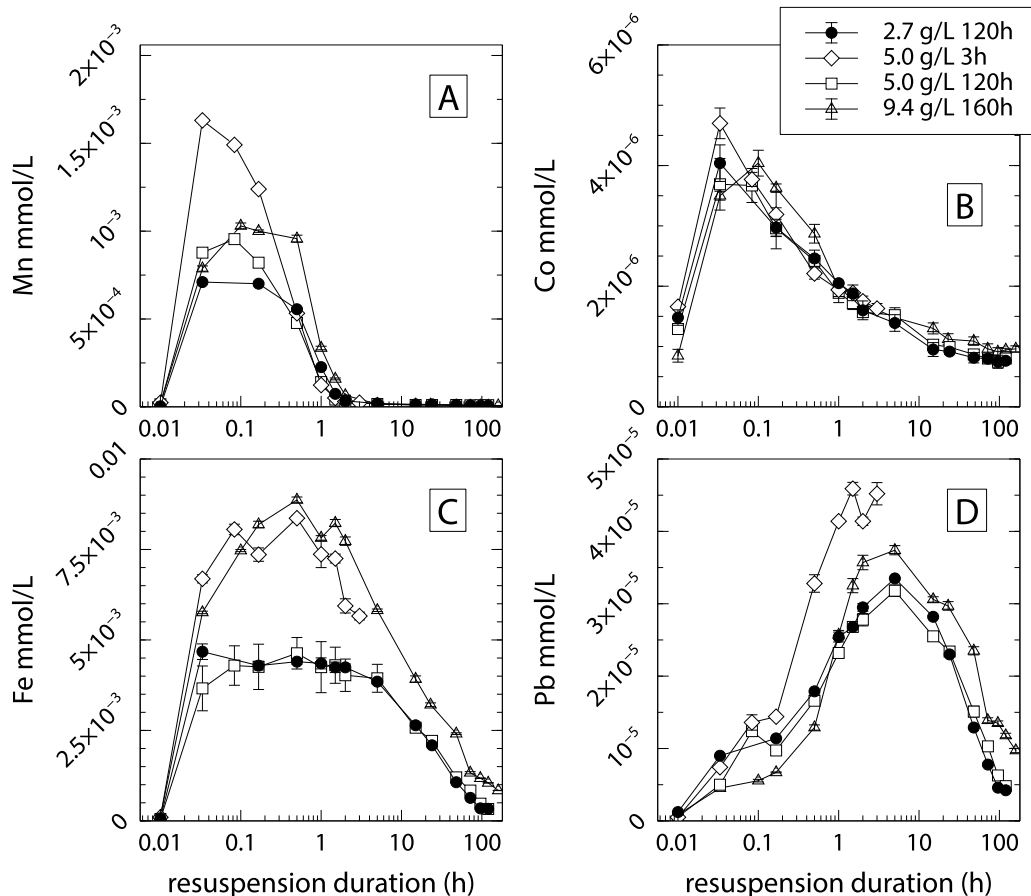 2.7 g/L 120h
5.0 g/L 3h
5.0 g/L 120h
9.4 g/L 160h
A
Mn mmol/L
2×10⁻³
1.5×10⁻³
10⁻³
5×10⁻⁴
0
0.01 0.1 1 10 100
B
Co mmol/L
6×10⁻⁶
4×10⁻⁶
2×10⁻⁶
0
0.01 0.1 1 10 100
C
Fe mmol/L
0.01
7.5×10⁻³
5×10⁻³
2.5×10⁻³
0
0.01 0.1 1 10 100
resuspension duration (h)
D
Pb mmol/L
5×10⁻⁵
4×10⁻⁵
3×10⁻⁵
2×10⁻⁵
10⁻⁵
0
0.01 0.1 1 10 100
resuspension duration (h)